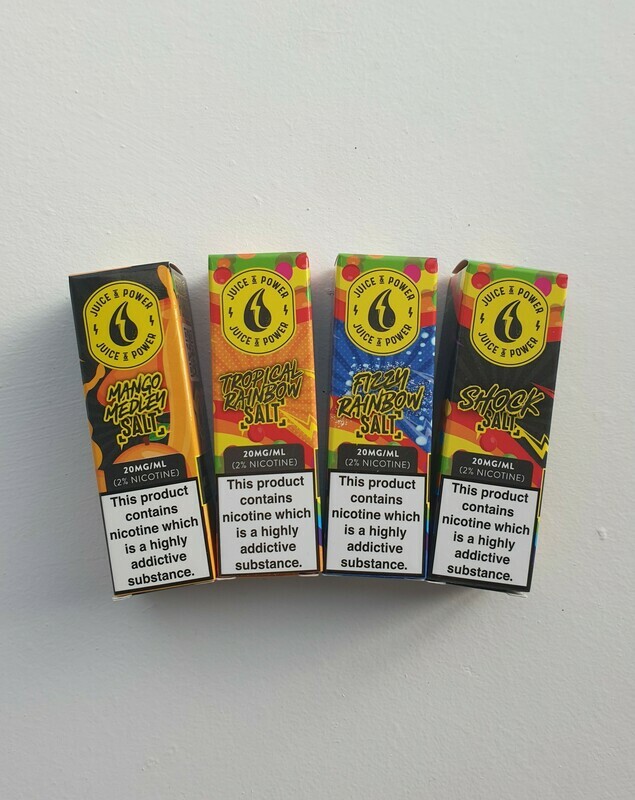 JUICE N POWER
JUICE N POWER
MANGO
MEDLEY
SALT
20MG/ML
(2% NICOTINE)
This product
contains
nicotine which
is a highly
addictive
substance.
JUICE N POWER
JUICE N POWER
TROPICAL
RAINBOW
SALT
20MG/ML
(2% NICOTINE)
This product
contains
nicotine which
is a highly
addictive
substance.
JUICE N POWER
JUICE N POWER
FIZZY
RAINBOW
SALT
20MG/ML
(2% NICOTINE)
This product
contains
nicotine which
is a highly
addictive
substance.
JUICE N POWER
JUICE N POWER
SHOCK
SALT
20MG/ML
(2% NICOTINE)
This product
contains
nicotine which
is a highly
addictive
substance.